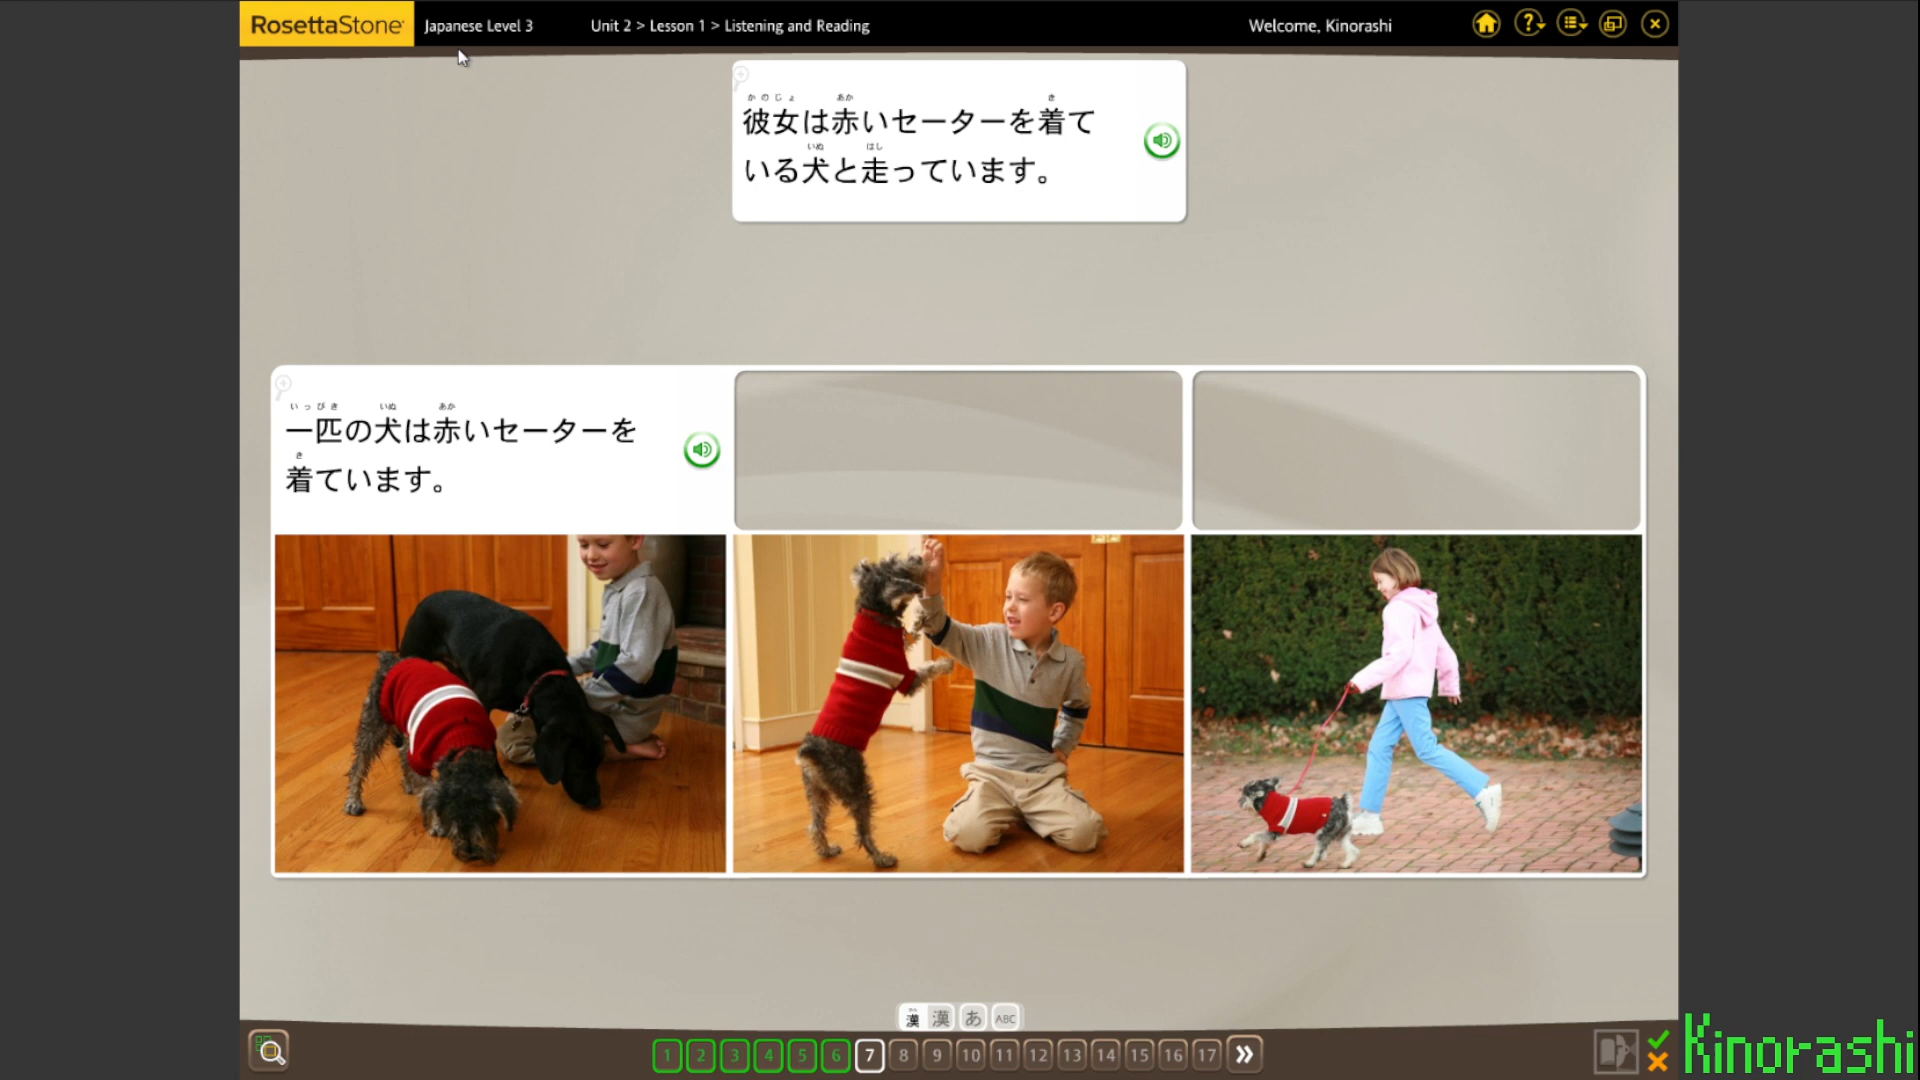 RosettaStone
Japanese Level 3
Unit 2 > Lesson 1 > Listening and Reading
Welcome, Kinorashi
かのじょ あか き
彼女は赤いセーターを着て
いぬ はし
いる犬と走っています。
いっぴき いぬ あか
一匹の犬は赤いセーターを
き
着ています。
漢 漢 あ ABC
1 2 3 4 5 6 7 8 9 10 11 12 13 14 15 16 17
Kinorashi